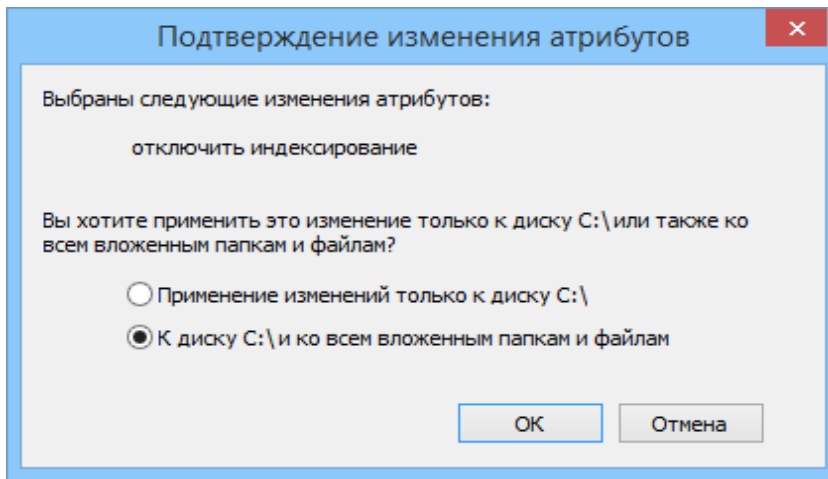 Подтверждение изменения атрибутов
Выбраны следующие изменения атрибутов:
отключить индексирование
Вы хотите применить это изменение только к диску C:\ или также ко
всем вложенным папкам и файлам?
Применение изменений только к диску C:\
К диску C:\ и ко всем вложенным папкам и файлам
ОК Отмена